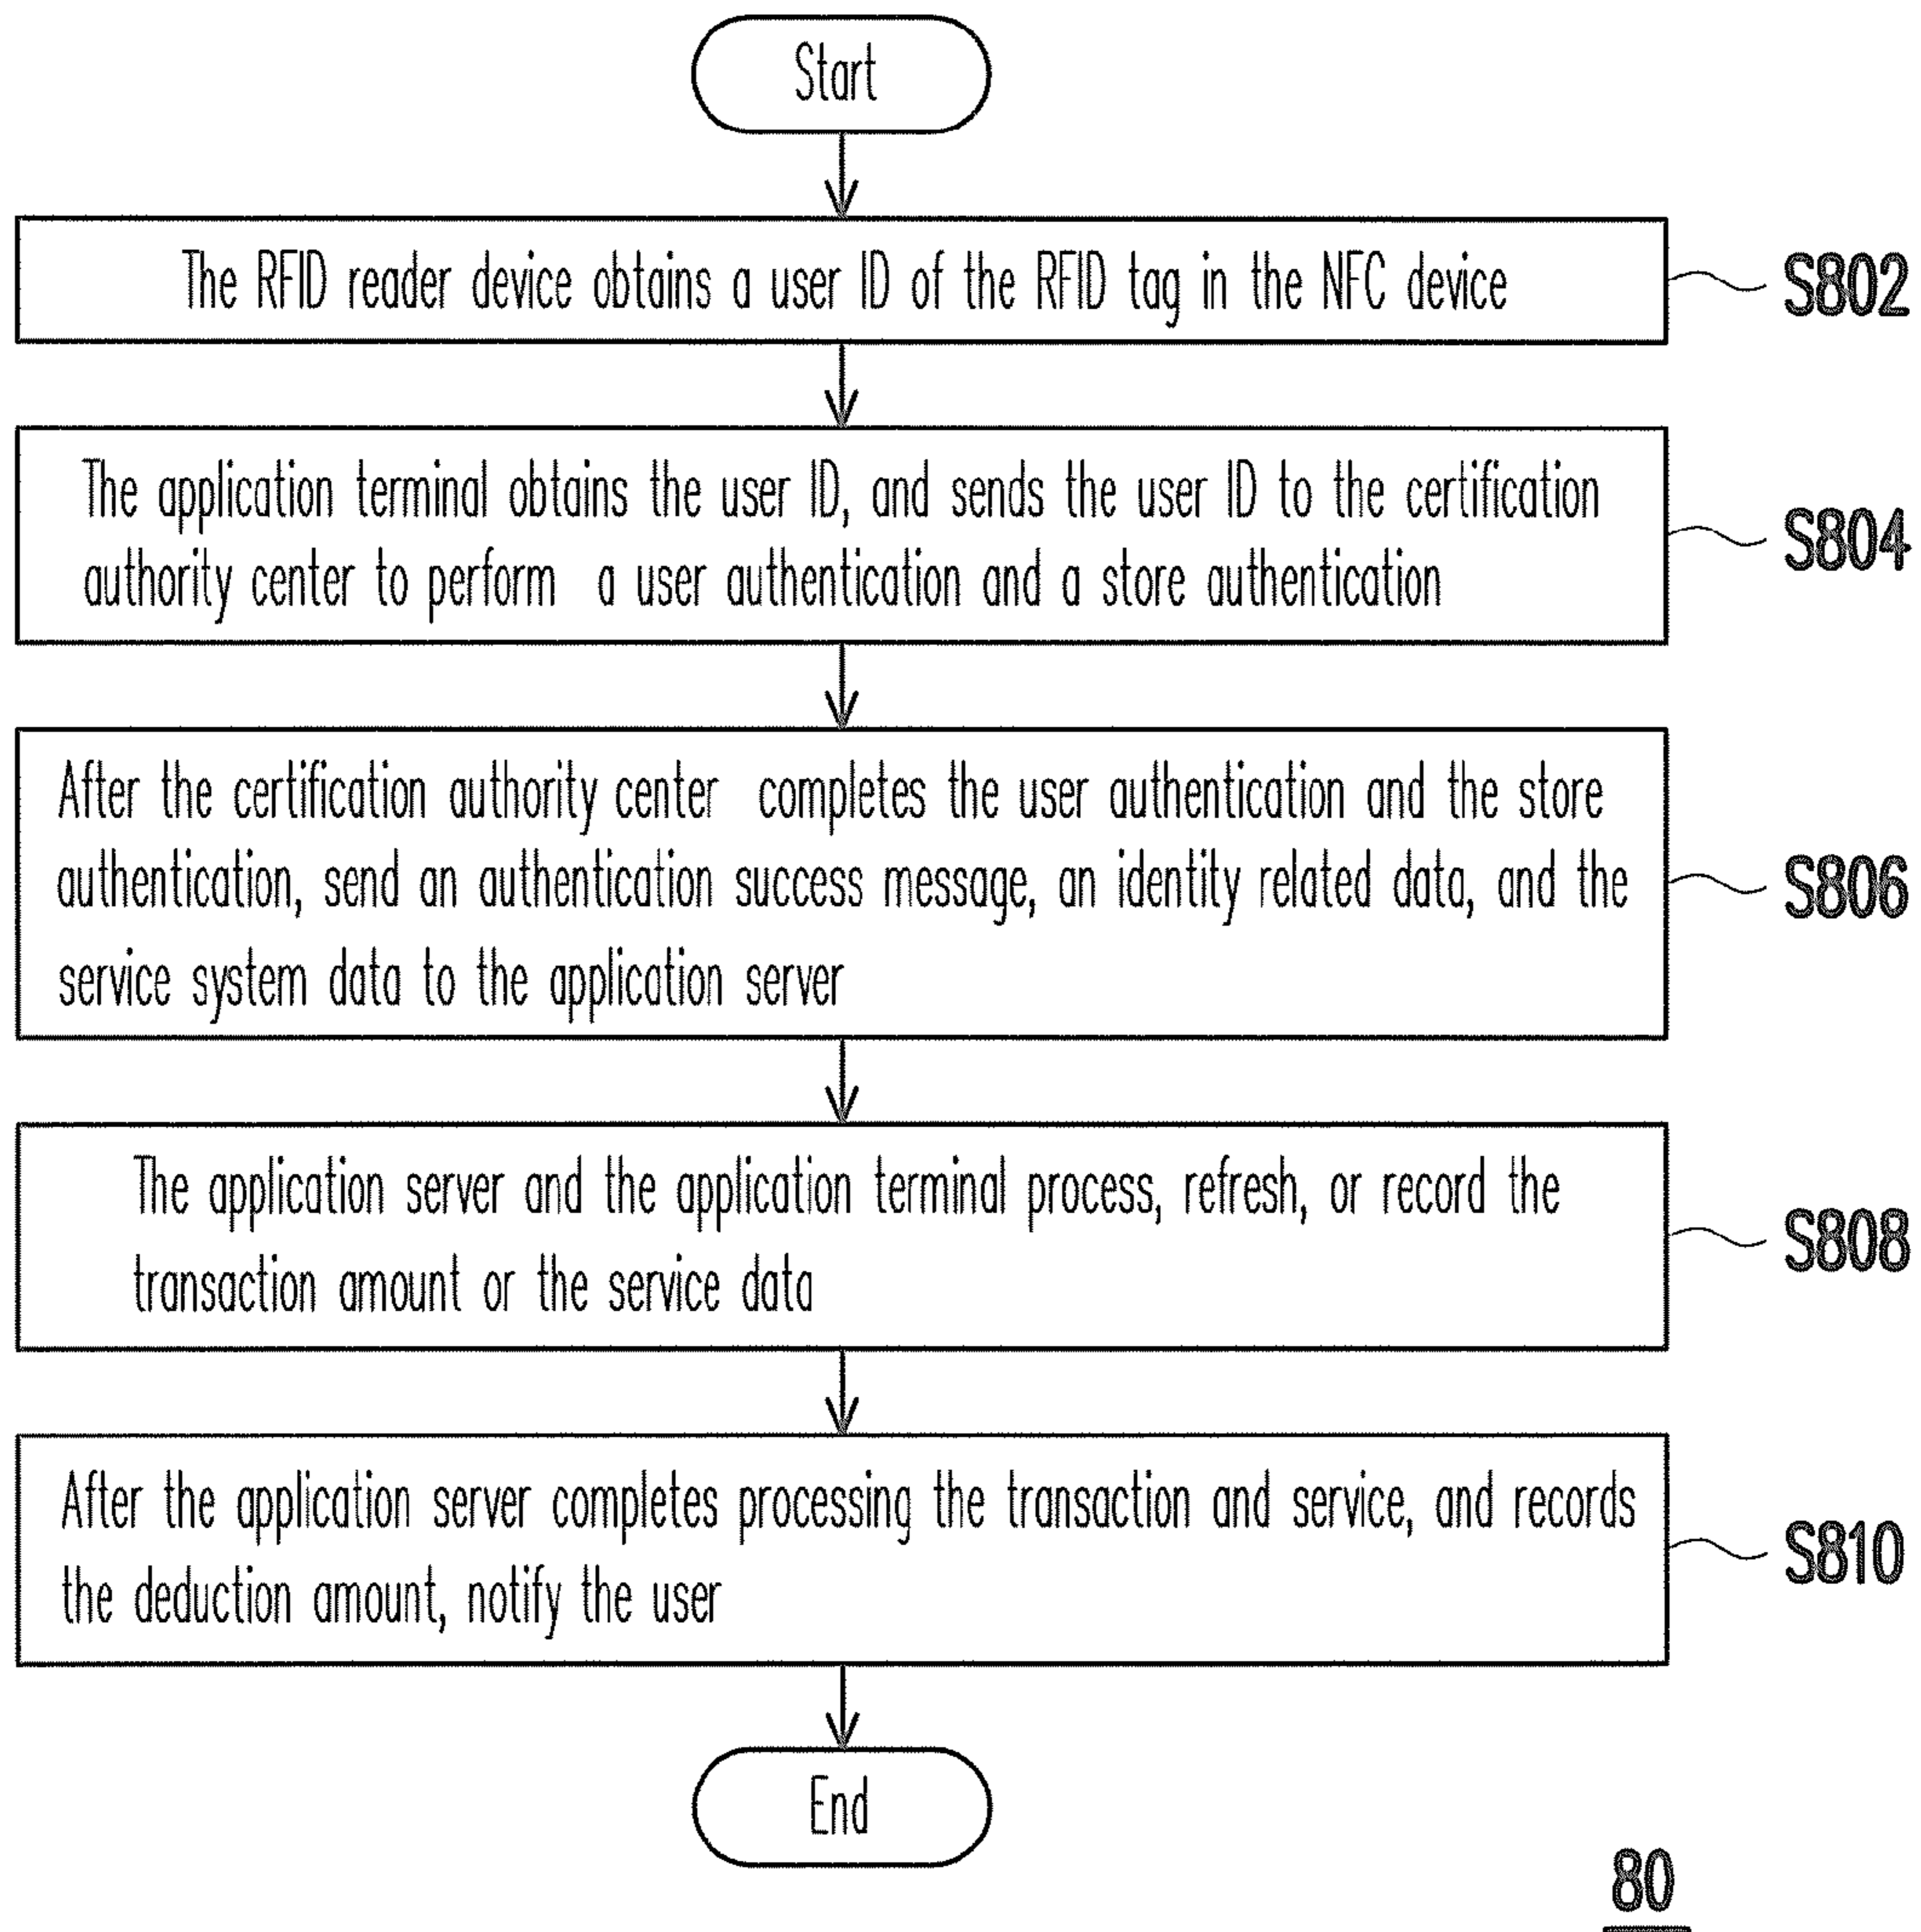 Start
The RFID reader device obtains a user ID of the RFID tag in the NFC device
S802
The application terminal obtains the user ID, and sends the user ID to the certification
authority center to perform a user authentication and a store authentication
S804
After the certification authority center completes the user authentication and the store
authentication, send an authentication success message, an identity related data, and the
service system data to the application server
S806
The application server and the application terminal process, refresh, or record the
transaction amount or the service data
S808
After the application server completes processing the transaction and service, and records
the deduction amount, notify the user
S810
End
80